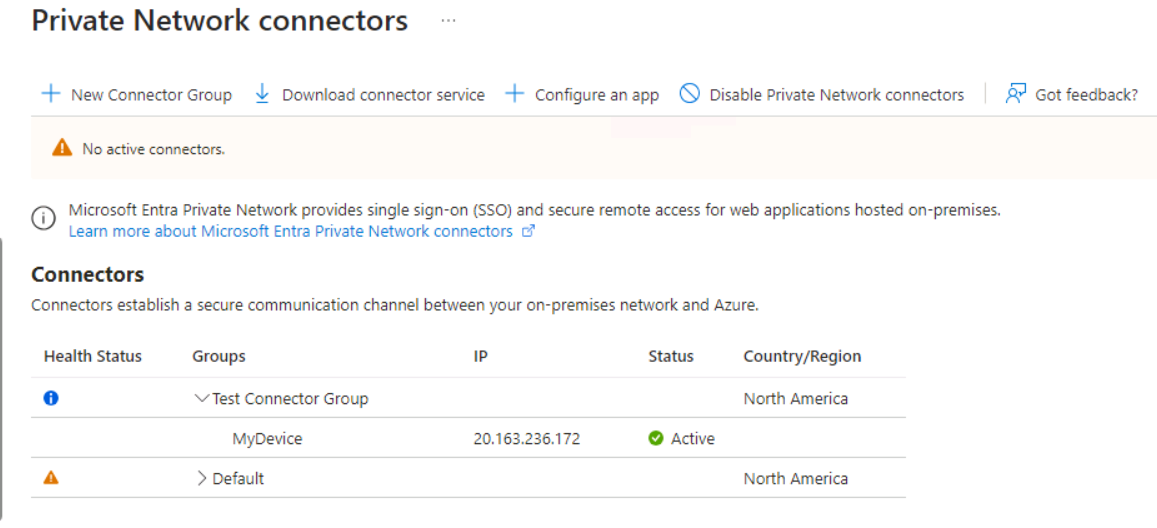 Private Network connectors ...
New Connector Group Download connector service Configure an app Disable Private Network connectors Got feedback?
No active connectors.
Microsoft Entra Private Network provides single sign-on (SSO) and secure remote access for web applications hosted on-premises.
Learn more about Microsoft Entra Private Network connectors
Connectors
Connectors establish a secure communication channel between your on-premises network and Azure.
Health Status Groups IP Status Country/Region
Test Connector Group North America
MyDevice 20.163.236.172 Active
Default North America